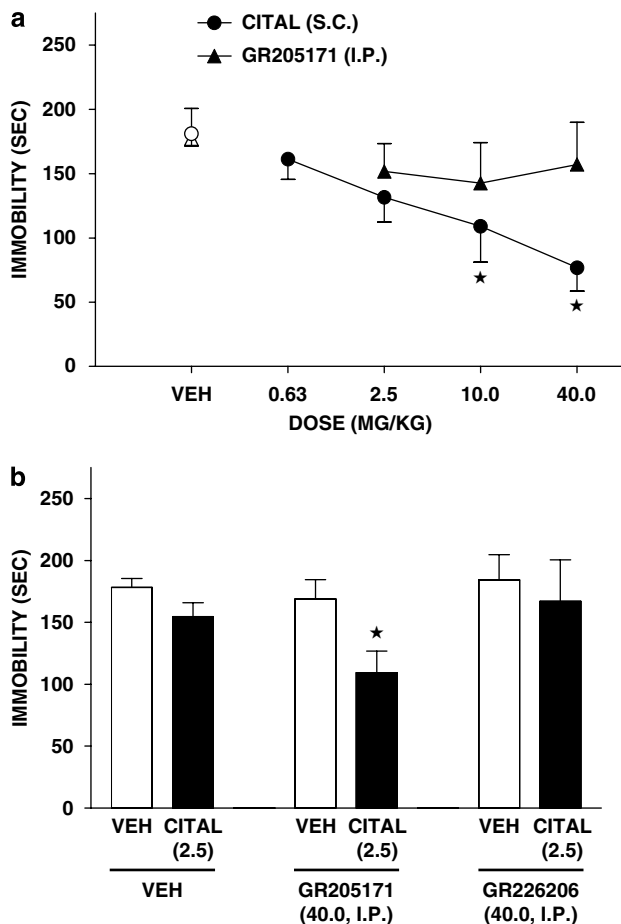 a
CITAL (S.C.)
GR205171 (I.P.)
250
200
150
100
50
0
IMMOBILITY (SEC)
VEH 0.63 2.5 10.0 40.0
DOSE (MG/KG)
b
250
200
150
100
50
0
IMMOBILITY (SEC)
VEH CITAL VEH CITAL VEH CITAL
(2.5) (2.5) (2.5)
VEH GR205171 GR226206
(40.0, I.P.) (40.0, I.P.)